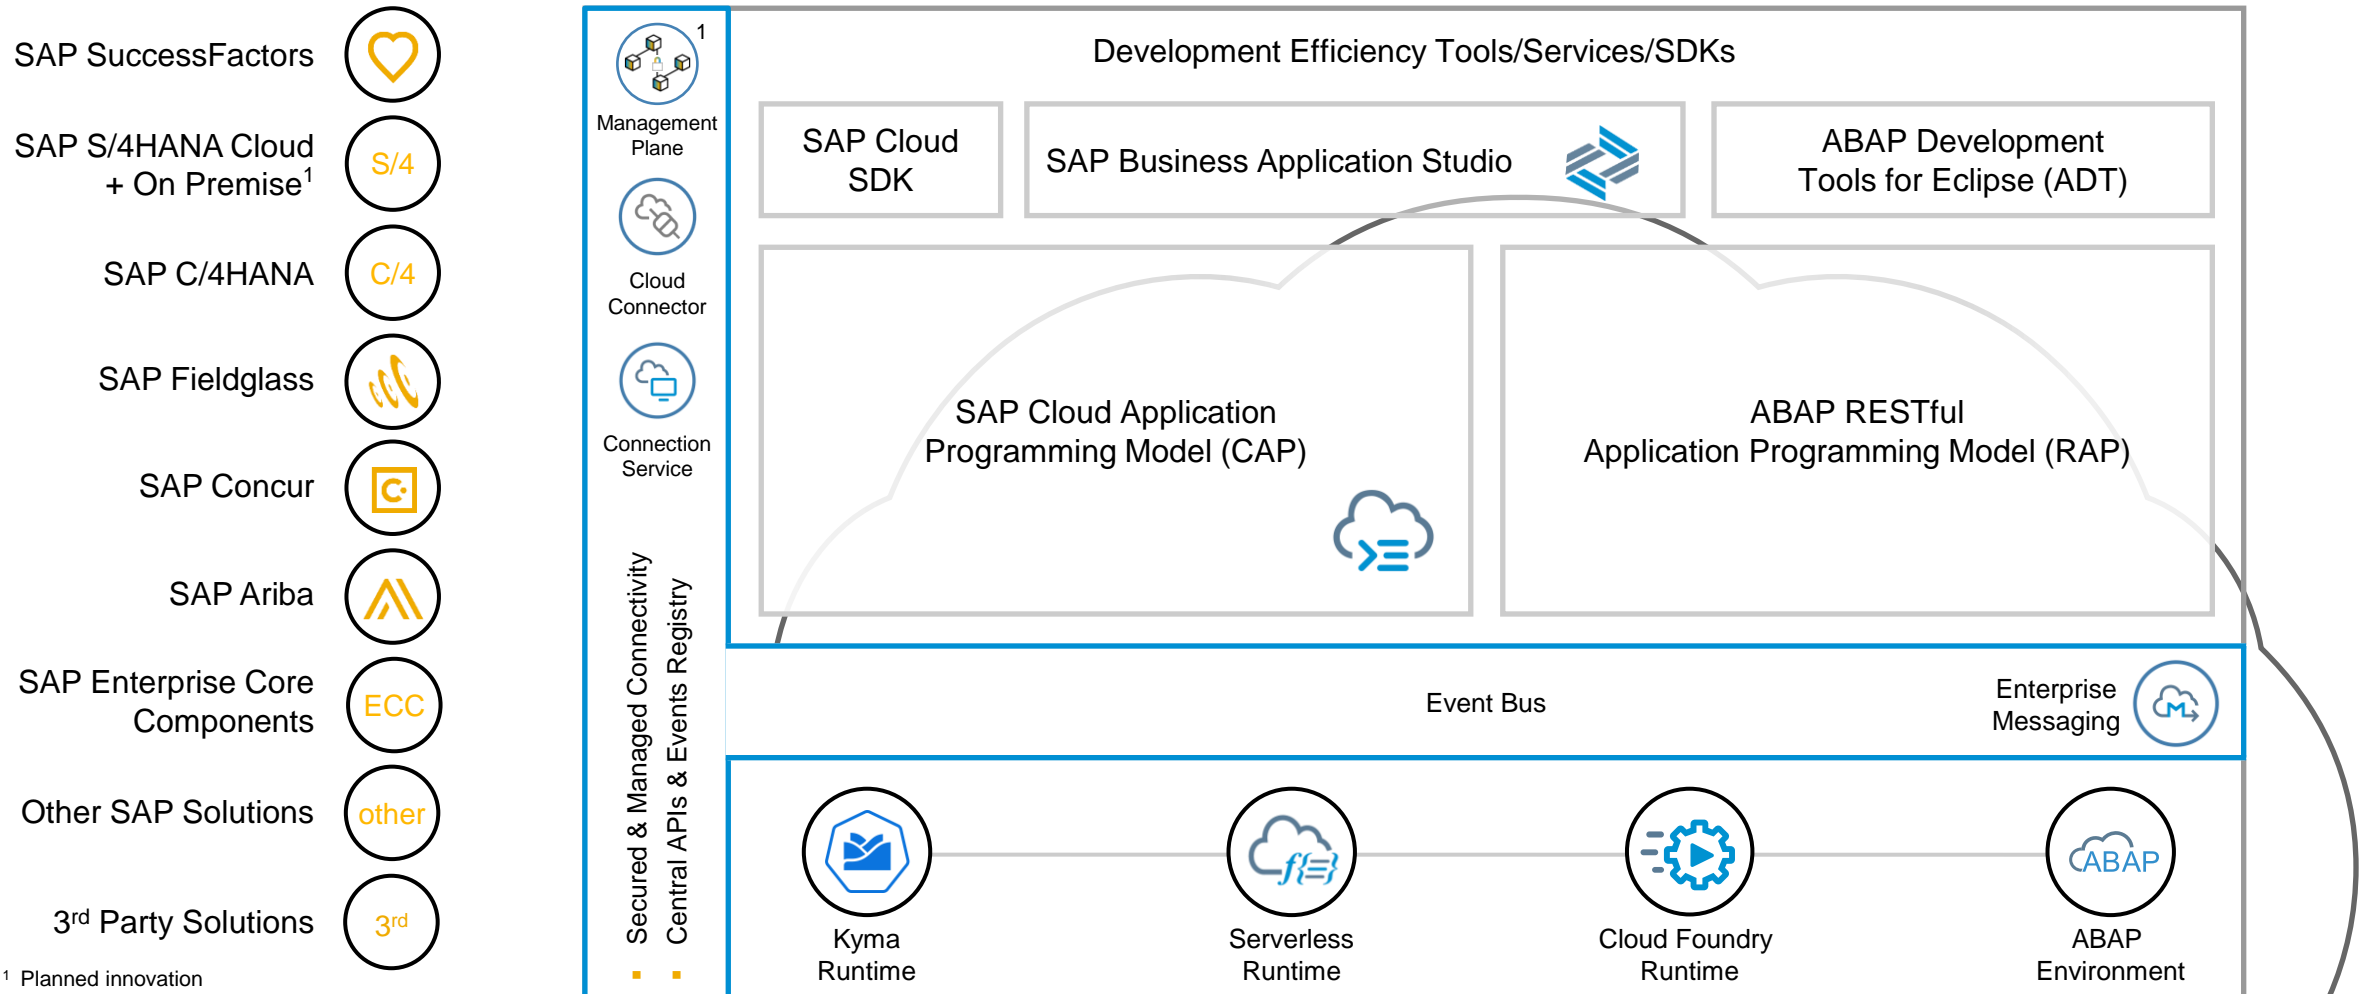 SAP SuccessFactors
SAP S/4HANA Cloud
+ On Premise¹
S/4
SAP C/4HANA
C/4
SAP Fieldglass
SAP Concur
C
SAP Ariba
SAP Enterprise Core
Components
ECC
Other SAP Solutions
other
3rd Party Solutions
3rd
¹ Planned innovation
1
Management
Plane
Cloud
Connector
Connection
Service
Secured & Managed Connectivity
Central APIs & Events Registry
Development Efficiency Tools/Services/SDKs
SAP Cloud
SDK
SAP Business Application Studio
ABAP Development
Tools for Eclipse (ADT)
SAP Cloud Application
Programming Model (CAP)
ABAP RESTful
Application Programming Model (RAP)
Event Bus
Enterprise
Messaging
M
Kyma
Runtime
f{=}
Serverless
Runtime
Cloud Foundry
Runtime
ABAP
ABAP
Environment